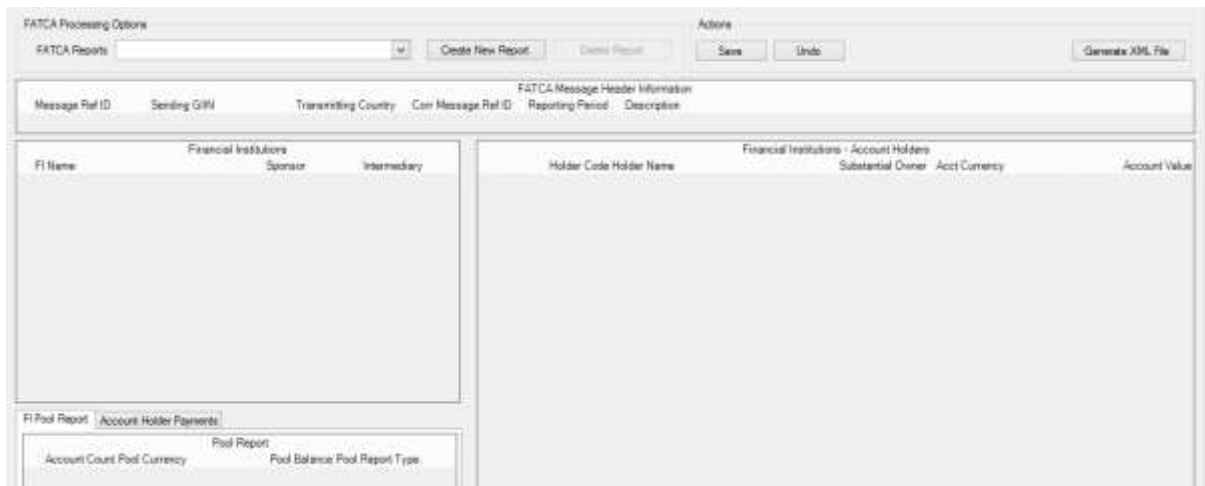 FATCA Processing Options
Actions
FATCA Reports
Create New Report
Delete Report
Save
Undo
Generate XML File
FATCA Message Header Information
Message Ref ID Sending GIIN Transmitting Country Corr Message Ref ID Reporting Period Description
Financial Institutions
FI Name Sponsor Intermediary
Financial Institutions - Account Holders
Holder Code Holder Name Substantial Owner Acct Currency Account Value
FI Pool Report Account Holder Payments
Pool Report
Account Count Pool Currency Pool Balance Pool Report Type